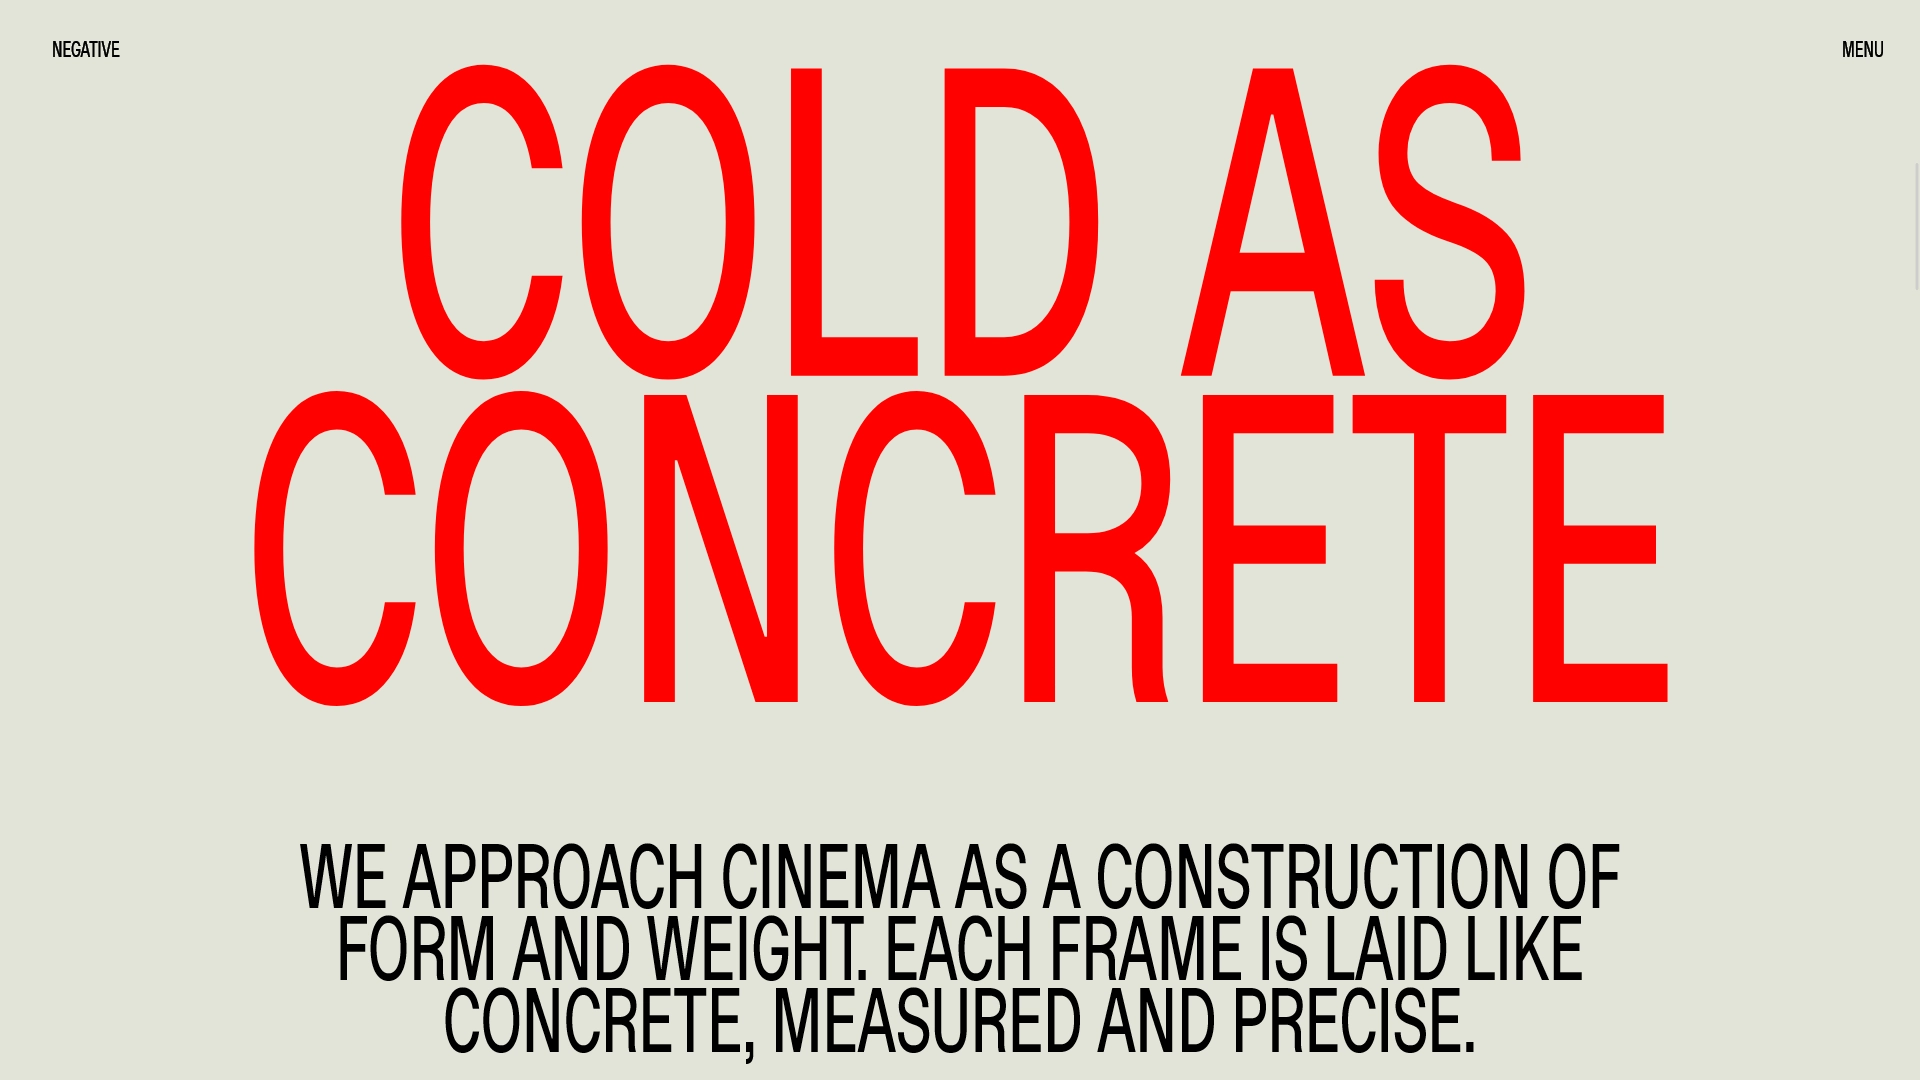 NEGATIVE
MENU
COLD AS
CONCRETE
WE APPROACH CINEMA AS A CONSTRUCTION OF
FORM AND WEIGHT. EACH FRAME IS LAID LIKE
CONCRETE, MEASURED AND PRECISE.